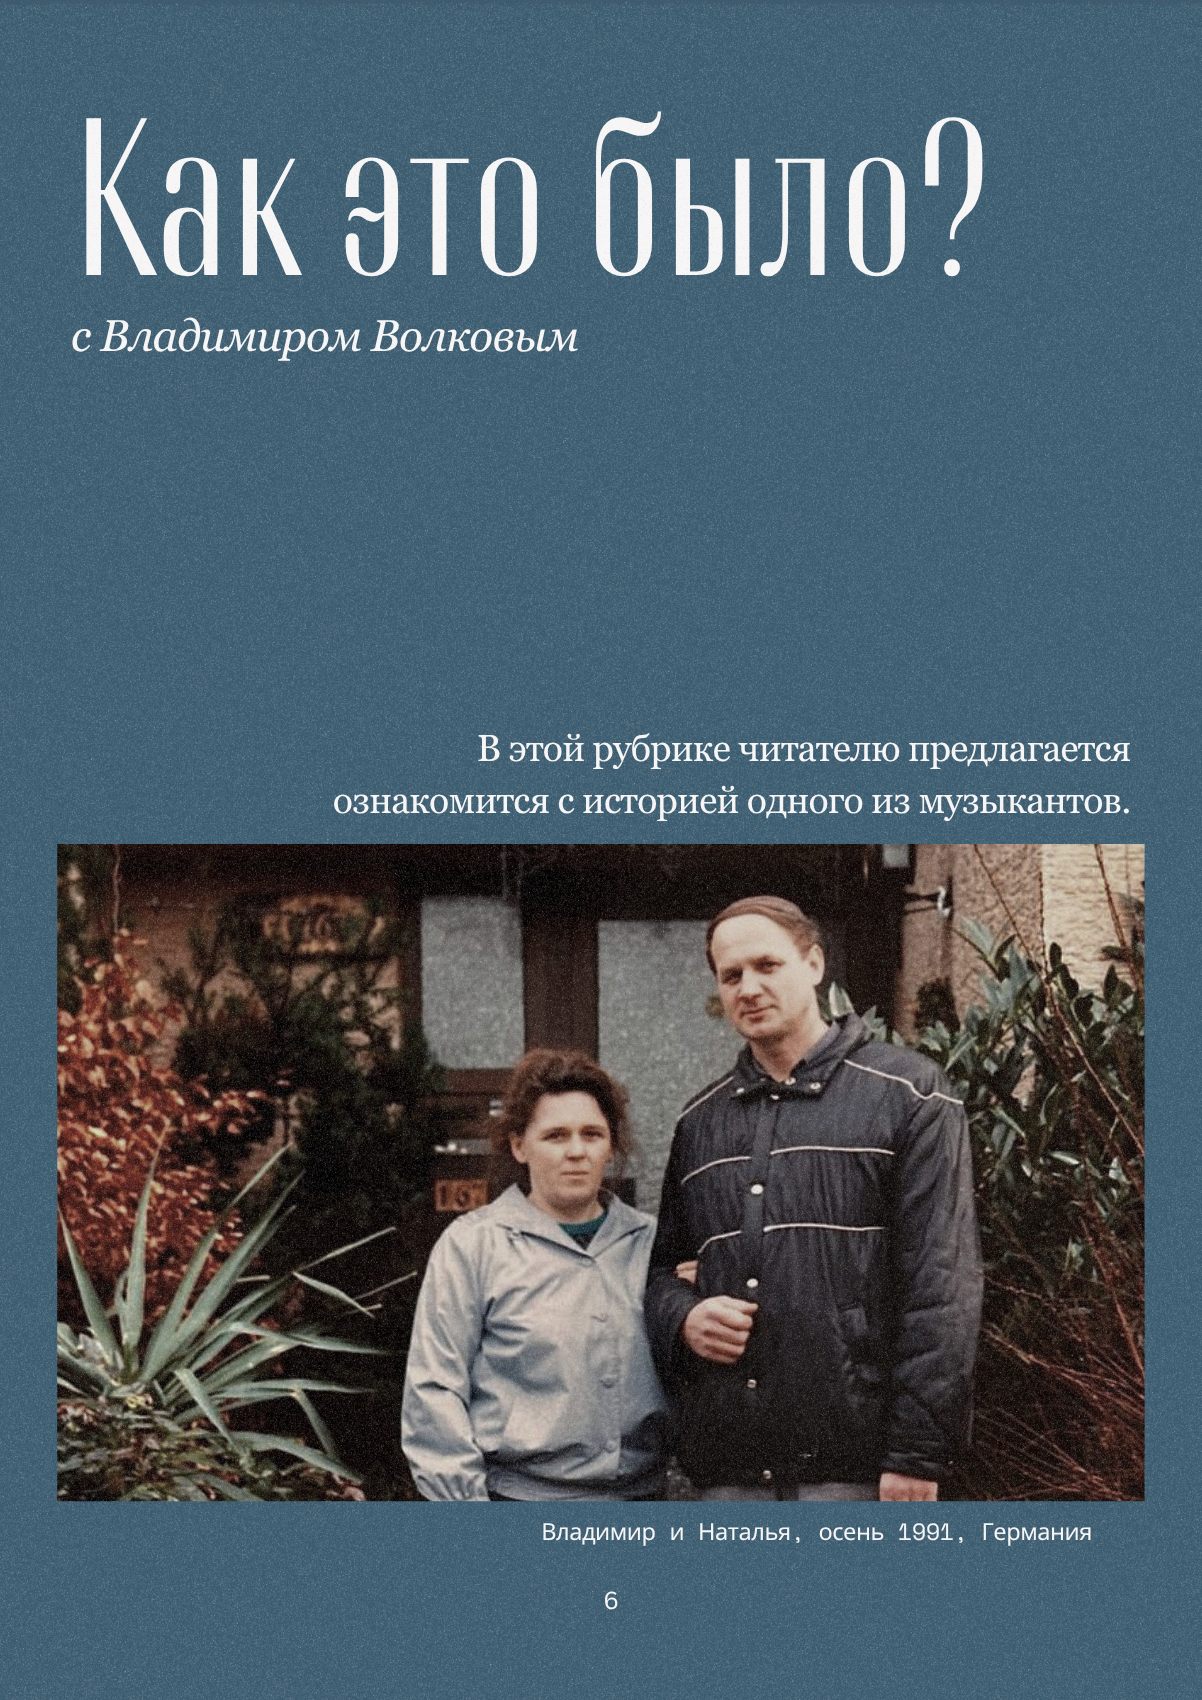 Как это было?
с Владимиром Волковым
В этой рубрике читателю предлагается
ознакомится с историей одного из музыкантов.
157
Владимир и Наталья, осень 1991, Германия
6